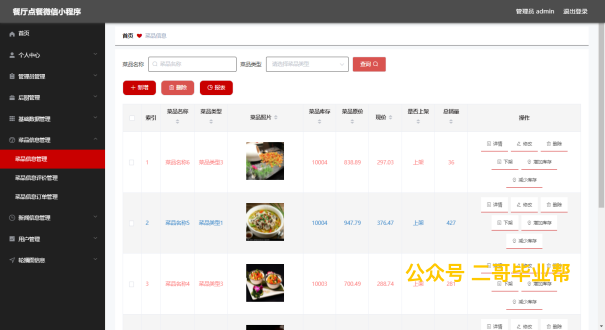 餐厅点餐微信小程序
管理员 admin 退出登录
首页
个人中心
管理员管理
后厨管理
基础数据管理
菜品信息管理
菜品信息管理
菜品信息评价管理
菜品信息订单管理
新闻信息管理
用户管理
轮播图信息
首页 菜品信息
菜品名称 菜品名称 菜品类型 请选择菜品类型 查询
新增 删除 报表
索引 菜品名称 菜品类型 菜品照片 菜品库存 菜品原价 现价 是否上架 总销量 操作
1 菜品名称6 菜品类型3 10004 838.89 297.03 上架 36
详情 修改 删除
下架 增加库存
减少库存
2 菜品名称5 菜品类型1 10004 947.79 376.47 上架 427
详情 修改 删除
下架 增加库存
减少库存
3 菜品名称4 菜品类型3 10003 700.49 上架 281
详情 修改 删除
下架 增加库存
减少库存
详情 修改 删除
公众号 二哥毕业帮